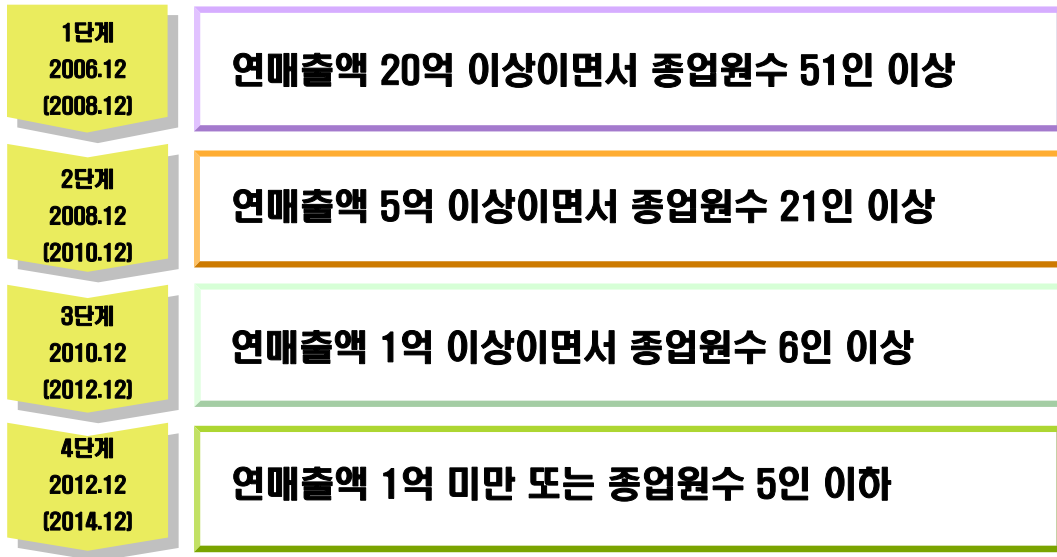 1단계
2006.12
(2008.12)
연매출액 20억 이상이면서 종업원수 51인 이상
2단계
2008.12
(2010.12)
연매출액 5억 이상이면서 종업원수 21인 이상
3단계
2010.12
(2012.12)
연매출액 1억 이상이면서 종업원수 6인 이상
4단계
2012.12
(2014.12)
연매출액 1억 미만 또는 종업원수 5인 이하